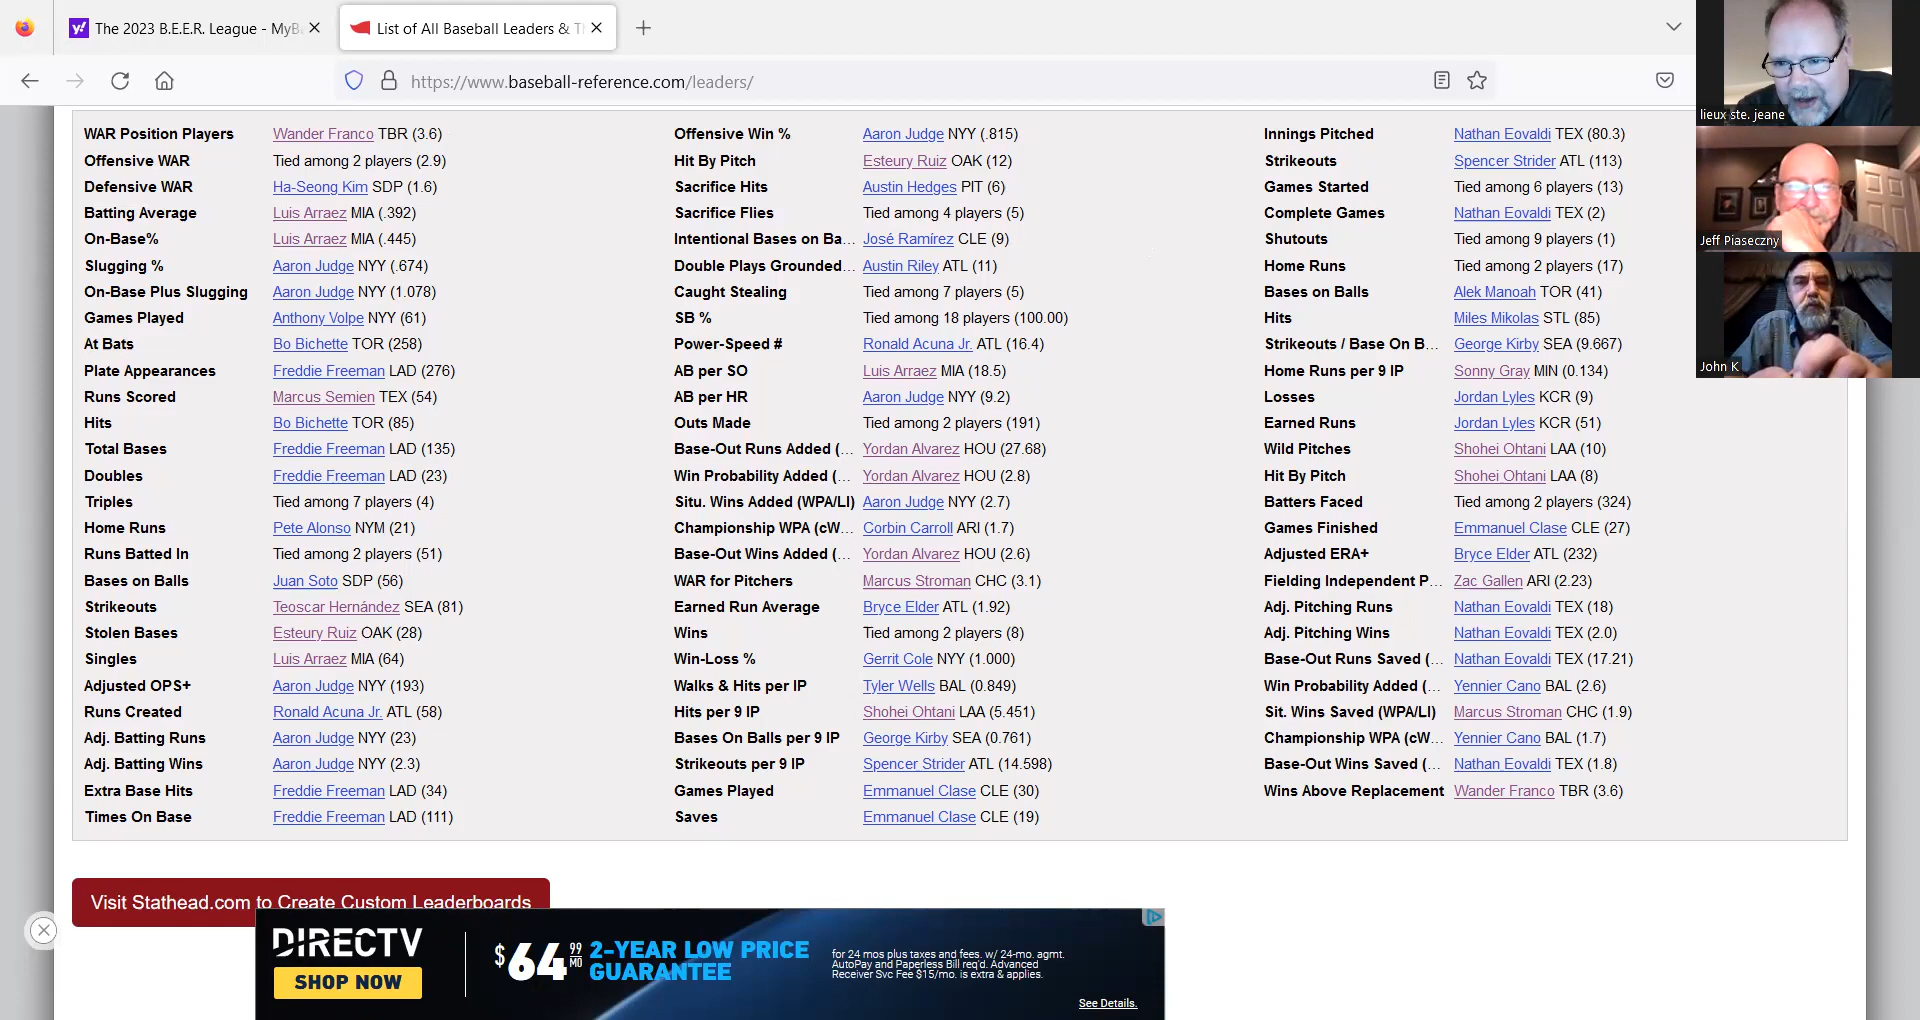 The 2023 B.E.E.R. League - MyB
List of All Baseball Leaders &
https://www.baseball-reference.com/leaders/
lieux ste. jeane
Jeff Piaseczny
John K
WAR Position Players Wander Franco TBR (3.6)
Offensive WAR Tied among 2 players (2.9)
Defensive WAR Ha-Seong Kim SDP (1.6)
Batting Average Luis Arraez MIA (.392)
On-Base% Luis Arraez MIA (.445)
Slugging % Aaron Judge NYY (.674)
On-Base Plus Slugging Aaron Judge NYY (1.078)
Games Played Anthony Volpe NYY (61)
At Bats Bo Bichette TOR (258)
Plate Appearances Freddie Freeman LAD (276)
Runs Scored Marcus Semien TEX (54)
Hits Bo Bichette TOR (85)
Total Bases Freddie Freeman LAD (135)
Doubles Freddie Freeman LAD (23)
Triples Tied among 7 players (4)
Home Runs Pete Alonso NYM (21)
Runs Batted In Tied among 2 players (51)
Bases on Balls Juan Soto SDP (56)
Strikeouts Teoscar Hernández SEA (81)
Stolen Bases Esteury Ruiz OAK (28)
Singles Luis Arraez MIA (64)
Adjusted OPS+ Aaron Judge NYY (193)
Runs Created Ronald Acuna Jr. ATL (58)
Adj. Batting Runs Aaron Judge NYY (23)
Adj. Batting Wins Aaron Judge NYY (2.3)
Extra Base Hits Freddie Freeman LAD (34)
Times On Base Freddie Freeman LAD (111)
Offensive Win % Aaron Judge NYY (.815)
Hit By Pitch Esteury Ruiz OAK (12)
Sacrifice Hits Austin Hedges PIT (6)
Sacrifice Flies Tied among 4 players (5)
Intentional Bases on Ba... José Ramírez CLE (9)
Double Plays Grounded... Austin Riley ATL (11)
Caught Stealing Tied among 7 players (5)
SB % Tied among 18 players (100.00)
Power-Speed # Ronald Acuna Jr. ATL (16.4)
AB per SO Luis Arraez MIA (18.5)
AB per HR Aaron Judge NYY (9.2)
Outs Made Tied among 2 players (191)
Base-Out Runs Added (... Yordan Alvarez HOU (27.68)
Win Probability Added (... Yordan Alvarez HOU (2.8)
Situ. Wins Added (WPA/LI) Aaron Judge NYY (2.7)
Championship WPA (cW... Corbin Carroll ARI (1.7)
Base-Out Wins Added (... Yordan Alvarez HOU (2.6)
WAR for Pitchers Marcus Stroman CHC (3.1)
Earned Run Average Bryce Elder ATL (1.92)
Wins Tied among 2 players (8)
Win-Loss % Gerrit Cole NYY (1.000)
Walks & Hits per IP Tyler Wells BAL (0.849)
Hits per 9 IP Shohei Ohtani LAA (5.451)
Bases On Balls per 9 IP George Kirby SEA (0.761)
Strikeouts per 9 IP Spencer Strider ATL (14.598)
Games Played Emmanuel Clase CLE (30)
Saves Emmanuel Clase CLE (19)
Innings Pitched Nathan Eovaldi TEX (80.3)
Strikeouts Spencer Strider ATL (113)
Games Started Tied among 6 players (13)
Complete Games Nathan Eovaldi TEX (2)
Shutouts Tied among 9 players (1)
Home Runs Tied among 2 players (17)
Bases on Balls Alek Manoah TOR (41)
Hits Miles Mikolas STL (85)
Strikeouts / Base On B... George Kirby SEA (9.667)
Home Runs per 9 IP Sonny Gray MIN (0.134)
Losses Jordan Lyles KCR (9)
Earned Runs Jordan Lyles KCR (51)
Wild Pitches Shohei Ohtani LAA (10)
Hit By Pitch Shohei Ohtani LAA (8)
Batters Faced Tied among 2 players (324)
Games Finished Emmanuel Clase CLE (27)
Adjusted ERA+ Bryce Elder ATL (232)
Fielding Independent P... Zac Gallen ARI (2.23)
Adj. Pitching Runs Nathan Eovaldi TEX (18)
Adj. Pitching Wins Nathan Eovaldi TEX (2.0)
Base-Out Runs Saved (... Nathan Eovaldi TEX (17.21)
Win Probability Added (... Yennier Cano BAL (2.6)
Sit. Wins Saved (WPA/LI) Marcus Stroman CHC (1.9)
Championship WPA (cW... Yennier Cano BAL (1.7)
Base-Out Wins Saved (... Nathan Eovaldi TEX (1.8)
Wins Above Replacement Wander Franco TBR (3.6)
Visit Stathead.com to Create Custom Leaderboards
DIRECTV
SHOP NOW
$64 99 MO
2-YEAR LOW PRICE
GUARANTEE
for 24 mos plus taxes and fees. w/ 24-mo. agmt.
AutoPay and Paperless Bill req'd. Advanced
Receiver Svc Fee $15/mo. is extra & applies.
See Details.